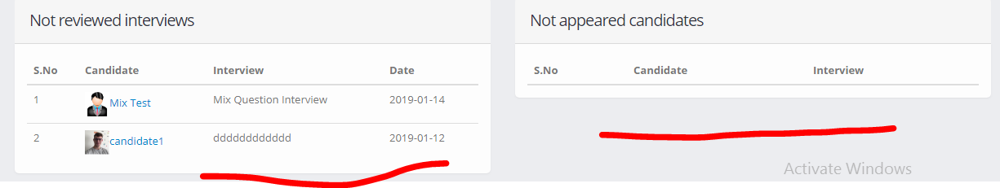 Not reviewed interviews
S.No Candidate Interview Date
1 Mix Test Mix Question Interview 2019-01-14
2 candidate1 dddddddddddd 2019-01-12
Not appeared candidates
S.No Candidate Interview
Activate Windows